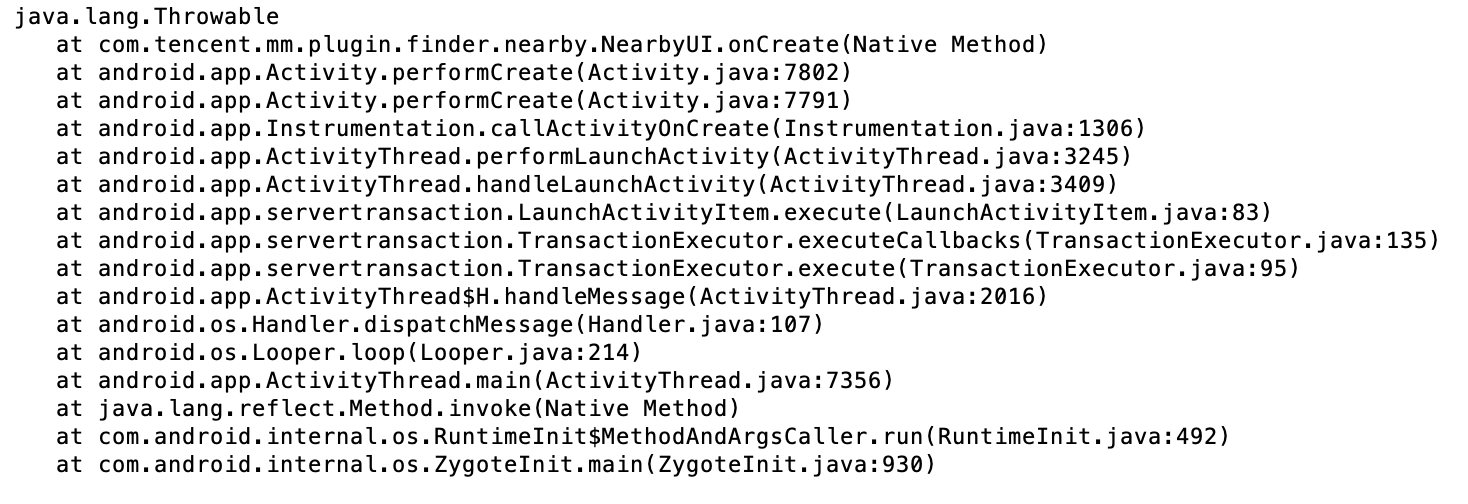 java.lang.Throwable
at com.tencent.mm.plugin.finder.nearby.NearbyUI.onCreate(Native Method)
at android.app.Activity.performCreate(Activity.java:7802)
at android.app.Activity.performCreate(Activity.java:7791)
at android.app.Instrumentation.callActivityOnCreate(Instrumentation.java:1306)
at android.app.ActivityThread.performLaunchActivity(ActivityThread.java:3245)
at android.app.ActivityThread.handleLaunchActivity(ActivityThread.java:3409)
at android.app.servertransaction.LaunchActivityItem.execute(LaunchActivityItem.java:83)
at android.app.servertransaction.TransactionExecutor.executeCallbacks(TransactionExecutor.java:135)
at android.app.servertransaction.TransactionExecutor.execute(TransactionExecutor.java:95)
at android.app.ActivityThread$H.handleMessage(ActivityThread.java:2016)
at android.os.Handler.dispatchMessage(Handler.java:107)
at android.os.Looper.loop(Looper.java:214)
at android.app.ActivityThread.main(ActivityThread.java:7356)
at java.lang.reflect.Method.invoke(Native Method)
at com.android.internal.os.RuntimeInit$MethodAndArgsCaller.run(RuntimeInit.java:492)
at com.android.internal.os.ZygoteInit.main(ZygoteInit.java:930)